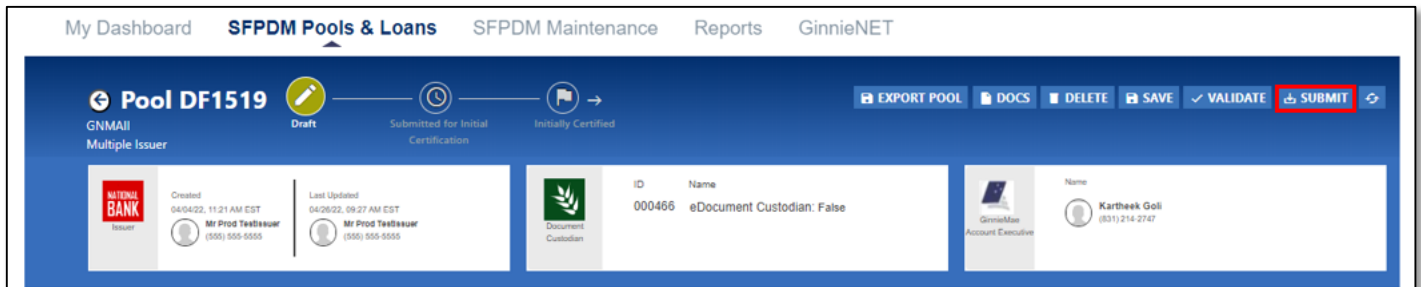 My Dashboard SFPDM Pools & Loans SFPDM Maintenance Reports GinnieNET
Pool DF1519
GNMAII
Multiple Issuer
Draft
Submitted for Initial
Certification
Initially Certified
EXPORT POOL DOCS DELETE SAVE VALIDATE SUBMIT
NATIONAL
BANK
Issuer
Created
04/04/22, 11:21 AM EST
Mr Prod Testissuer
(555) 555-5555
Last Updated
04/26/22, 09:27 AM EST
Mr Prod Testissuer
(555) 555-5555
Document
Custodian
ID Name
000466 eDocument Custodian: False
GinnieMae
Account Executive
Name
Kartheek Goli
(831) 214-2747